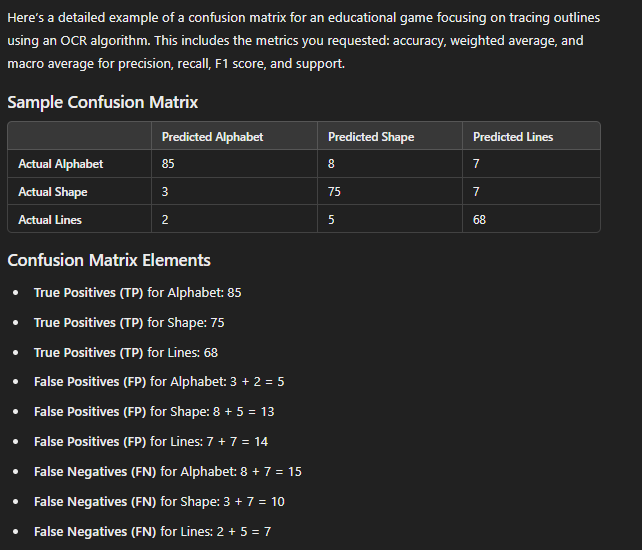 Here's a detailed example of a confusion matrix for an educational game focusing on tracing outlines
using an OCR algorithm. This includes the metrics you requested: accuracy, weighted average, and
macro average for precision, recall, F1 score, and support.
Sample Confusion Matrix
Predicted Alphabet Predicted Shape Predicted Lines
Actual Alphabet 85 8 7
Actual Shape 3 75 7
Actual Lines 2 5 68
Confusion Matrix Elements
• True Positives (TP) for Alphabet: 85
• True Positives (TP) for Shape: 75
• True Positives (TP) for Lines: 68
• False Positives (FP) for Alphabet: 3 + 2 = 5
• False Positives (FP) for Shape: 8 + 5 = 13
• False Positives (FP) for Lines: 7 + 7 = 14
• False Negatives (FN) for Alphabet: 8 + 7 = 15
• False Negatives (FN) for Shape: 3 + 7 = 10
• False Negatives (FN) for Lines: 2 + 5 = 7